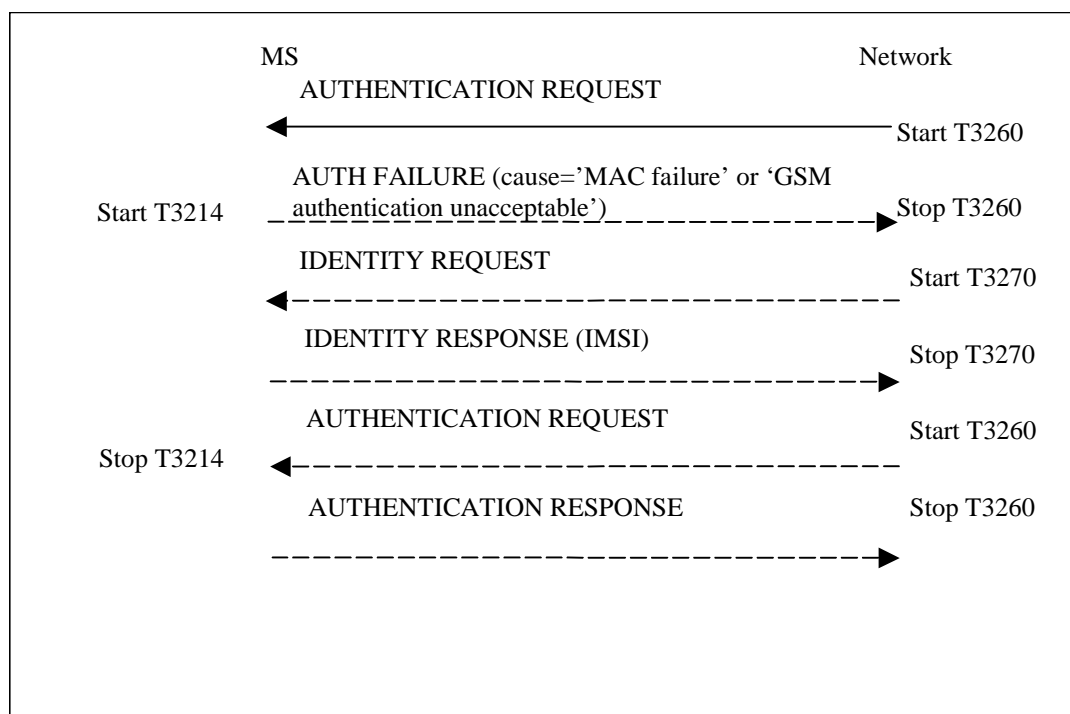 MS Network
AUTHENTICATION REQUEST
Start T3260
AUTH FAILURE (cause=’MAC failure’ or ‘GSM
authentication unacceptable’)
Start T3214
Stop T3260
IDENTITY REQUEST
Start T3270
IDENTITY RESPONSE (IMSI)
Stop T3270
AUTHENTICATION REQUEST
Start T3260
Stop T3214
AUTHENTICATION RESPONSE
Stop T3260